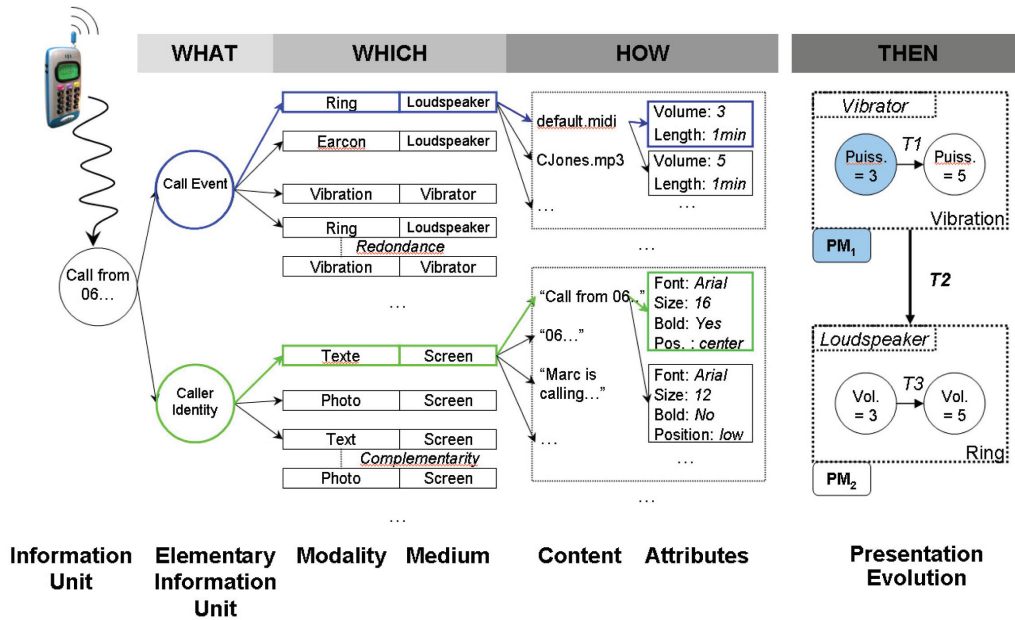 WHAT
WHICH
HOW
THEN
Call from
06...
Call Event
Caller
Identity
Ring
Loudspeaker
Earcon
Loudspeaker
Vibration
Vibrator
Ring
Loudspeaker
Redondance
Vibration
Vibrator
...
Texte
Screen
Photo
Screen
Text
Screen
Complementarity
Photo
Screen
...
default.midi
CJones.mp3
...
Volume: 3
Length: 1min
Volume: 5
Length: 1min
...
...
“Call from 06..”
“06...”
“Marc is
calling...”
...
Font: Arial
Size: 16
Bold: Yes
Pos. : center
Font: Arial
Size: 12
Bold: No
Position: low
...
...
Vibrator
Puiss.
= 3
T1
Puiss.
= 5
Vibration
PM1
T2
Loudspeaker
Vol.
= 3
T3
Vol.
= 5
Ring
PM2
Information
Unit
Elementary
Information
Unit
Modality
Medium
Content
Attributes
Presentation
Evolution